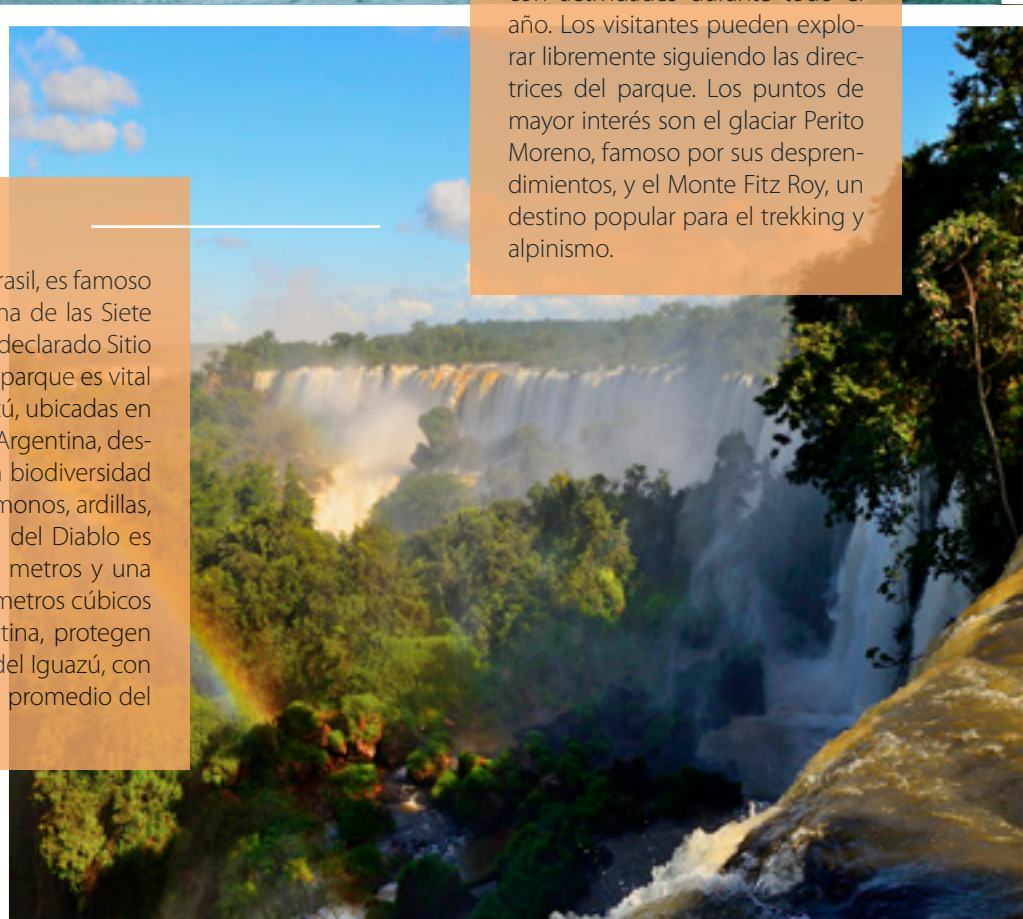 año. Los visitantes pueden explo-
rar libremente siguiendo las direc-
trices del parque. Los puntos de
mayor interés son el glaciar Perito
Moreno, famoso por sus despren-
dimientos, y el Monte Fitz Roy, un
destino popular para el trekking y
alpinismo.
rasil, es famoso
na de las Siete
declarado Sitio
parque es vital
ú, ubicadas en
Argentina, des-
biodiversidad
monos, ardillas,
del Diablo es
metros y una
metros cúbicos
tina, protegen
del Iguazú, con
promedio del